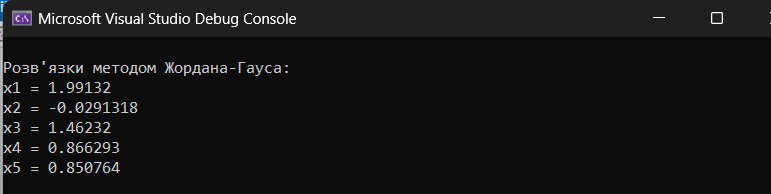 Microsoft Visual Studio Debug Console
Розв'язки методом Жордана-Гауса:
x1 = 1.99132
x2 = -0.0291318
x3 = 1.46232
x4 = 0.866293
x5 = 0.850764